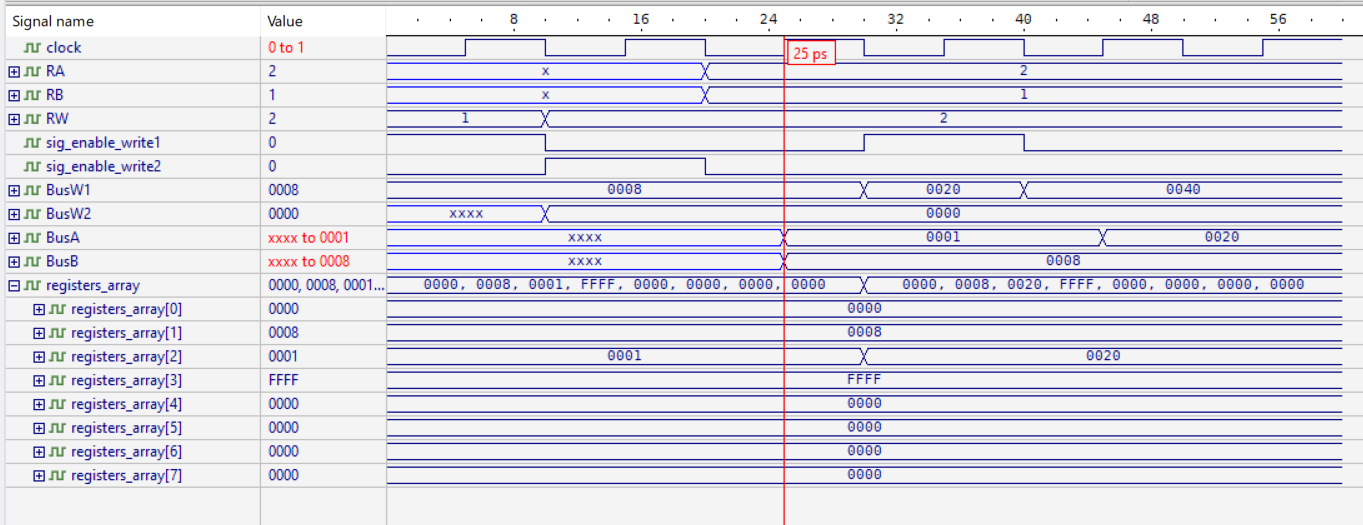 Signal name Value 8 16 24 32 40 48 56
clock 0 to 1 25 ps
RA 2 x 2
RB 1 x 1
RW 2 1 2
sig_enable_write1 0
sig_enable_write2 0
BusW1 0008 0008 0020 0040
BusW2 0000 xxxx 0000
BusA xxxx to 0001 xxxx 0001 0020
BusB xxxx to 0008 xxxx 0008
registers_array 0000, 0008, 0001... 0000, 0008, 0001, FFFF, 0000, 0000, 0000, 0000 0000, 0008, 0020, FFFF, 0000, 0000, 0000, 0000
registers_array[0] 0000 0000
registers_array[1] 0008 0008
registers_array[2] 0001 0001 0020
registers_array[3] FFFF FFFF
registers_array[4] 0000 0000
registers_array[5] 0000 0000
registers_array[6] 0000 0000
registers_array[7] 0000 0000